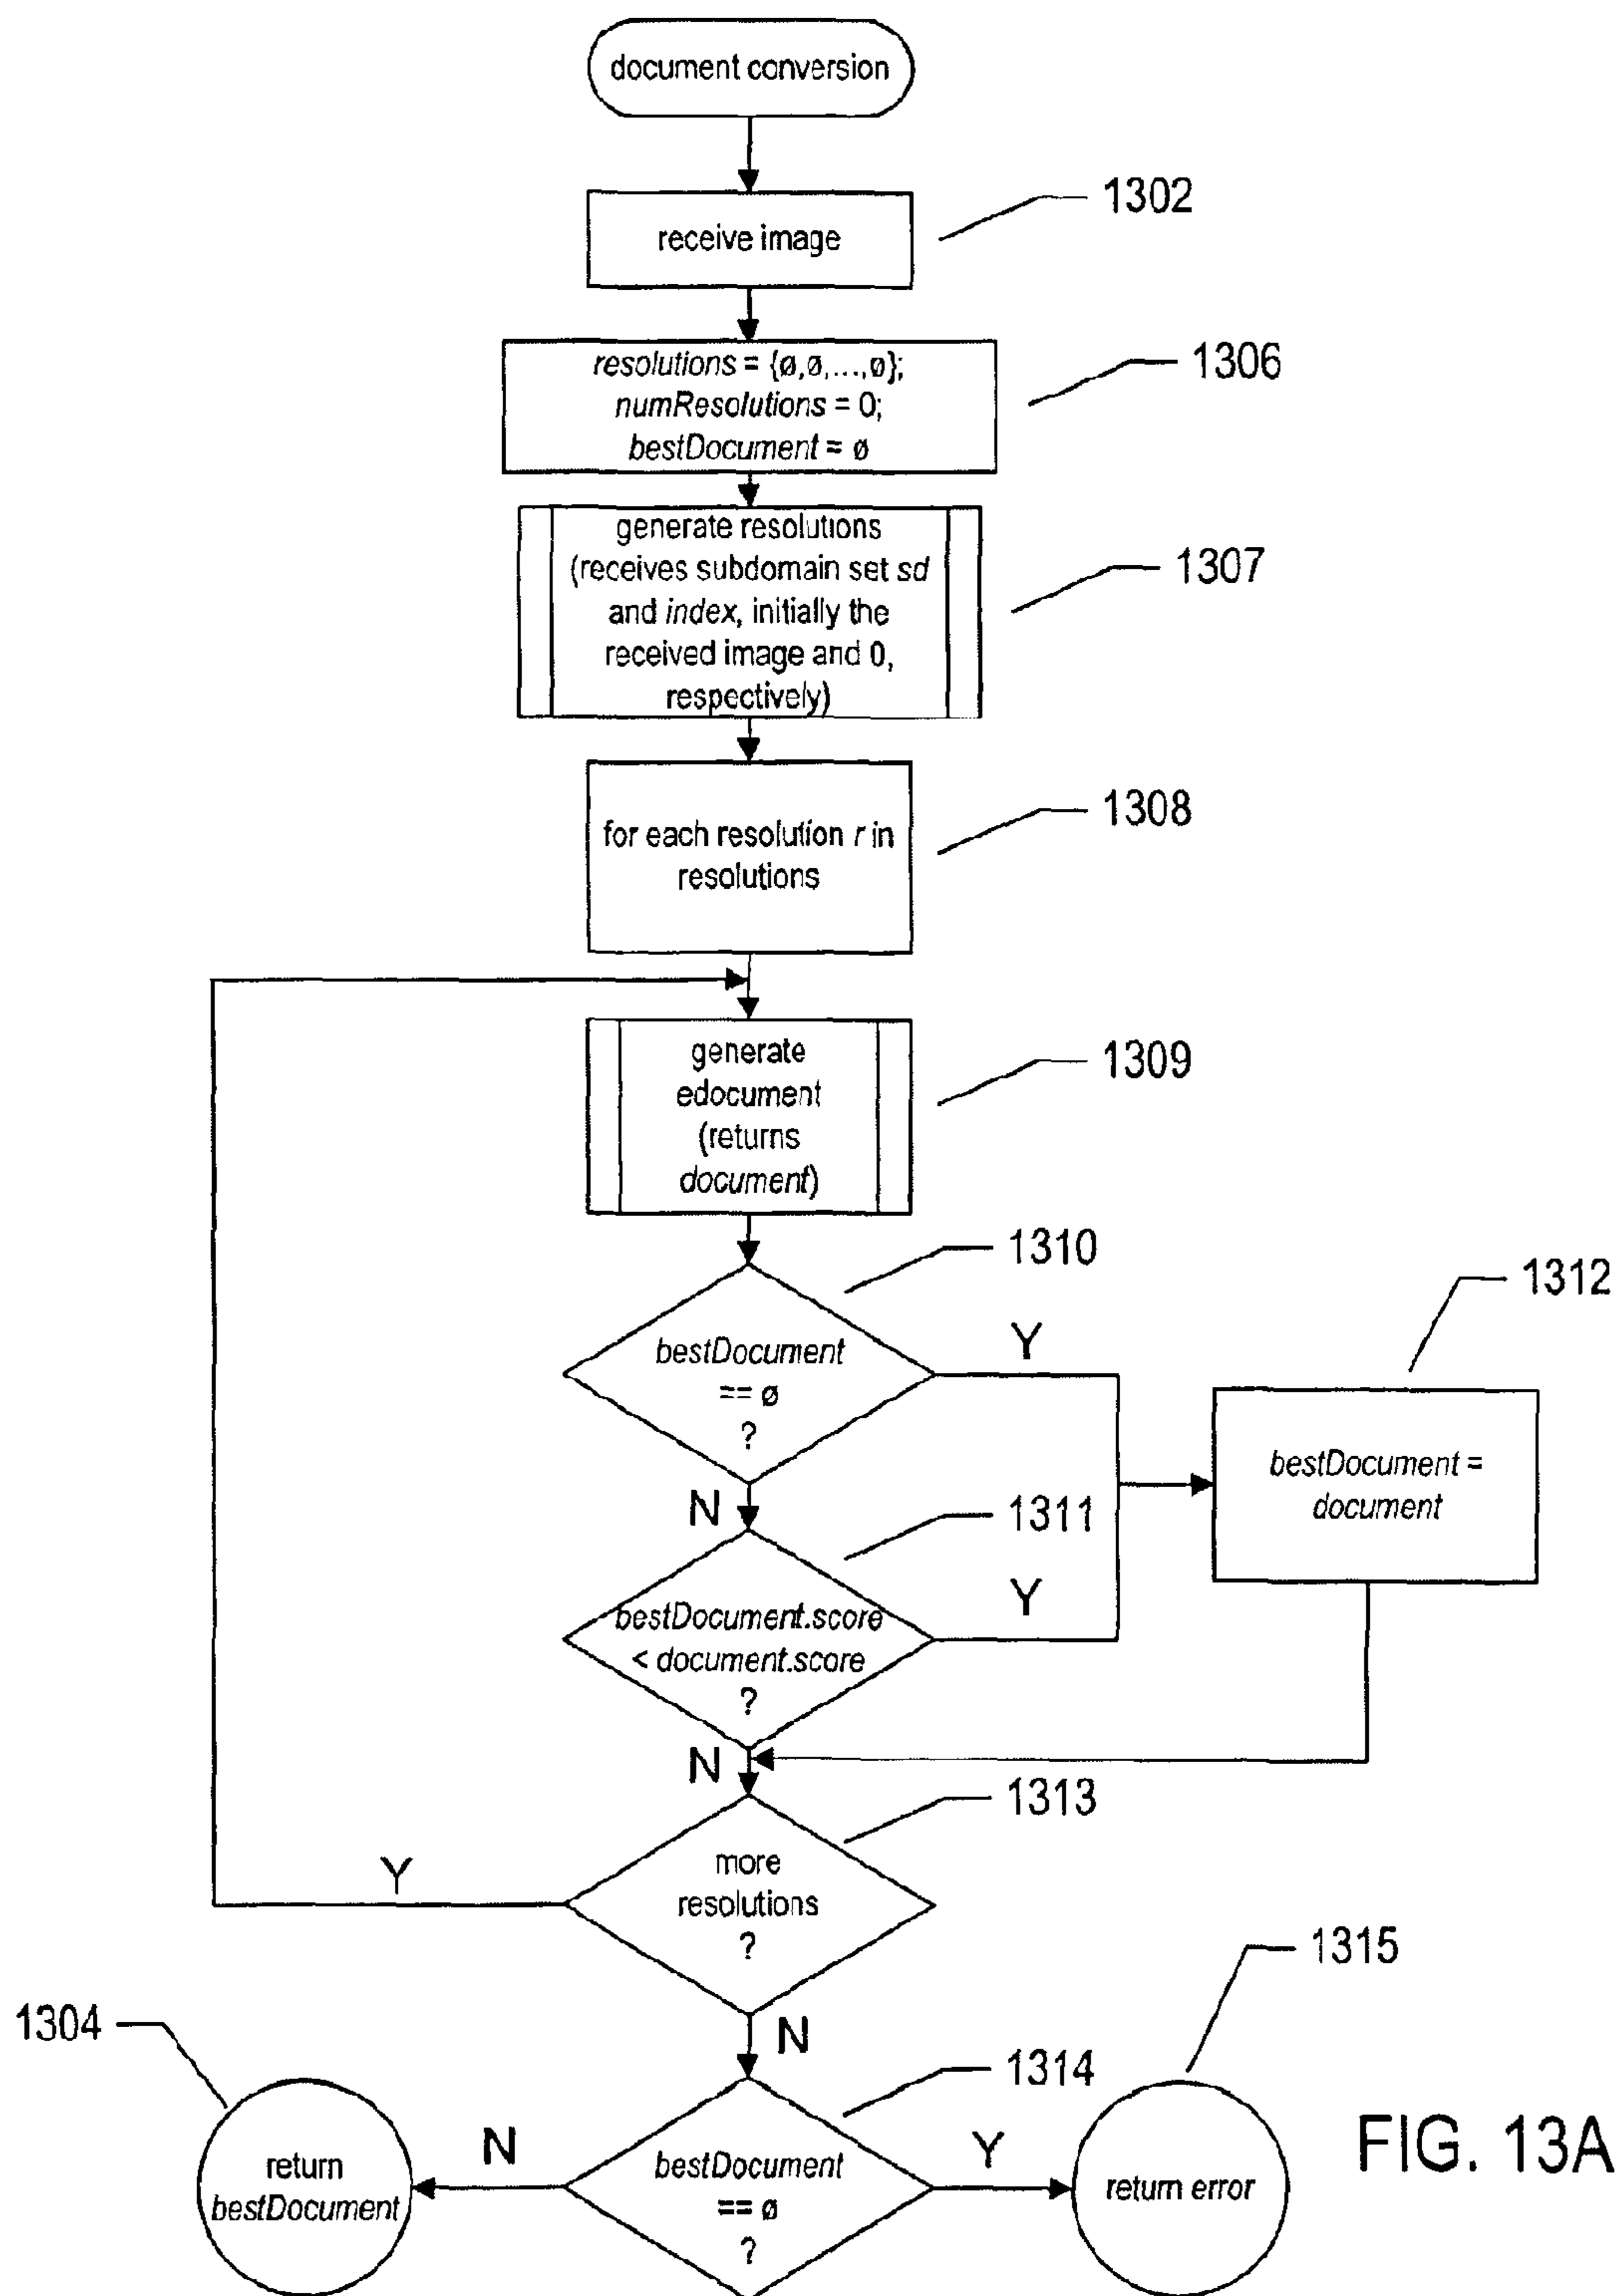 document conversion
receive image
1302
resolutions = {ø,ø,...,ø};
numResolutions = 0;
bestDocument = ø
1306
generate resolutions
(receives subdomain set sd
and index, initially the
received image and 0,
respectively)
1307
for each resolution r in
resolutions
1308
generate
edocument
(returns
document)
1309
bestDocument
== ø
?
1310
Y
N
bestDocument =
document
1312
bestDocument.score
< document.score
?
1311
Y
N
more
resolutions
?
1313
Y
N
bestDocument
== ø
?
1314
N
Y
return
bestDocument
1304
return error
1315
FIG. 13A